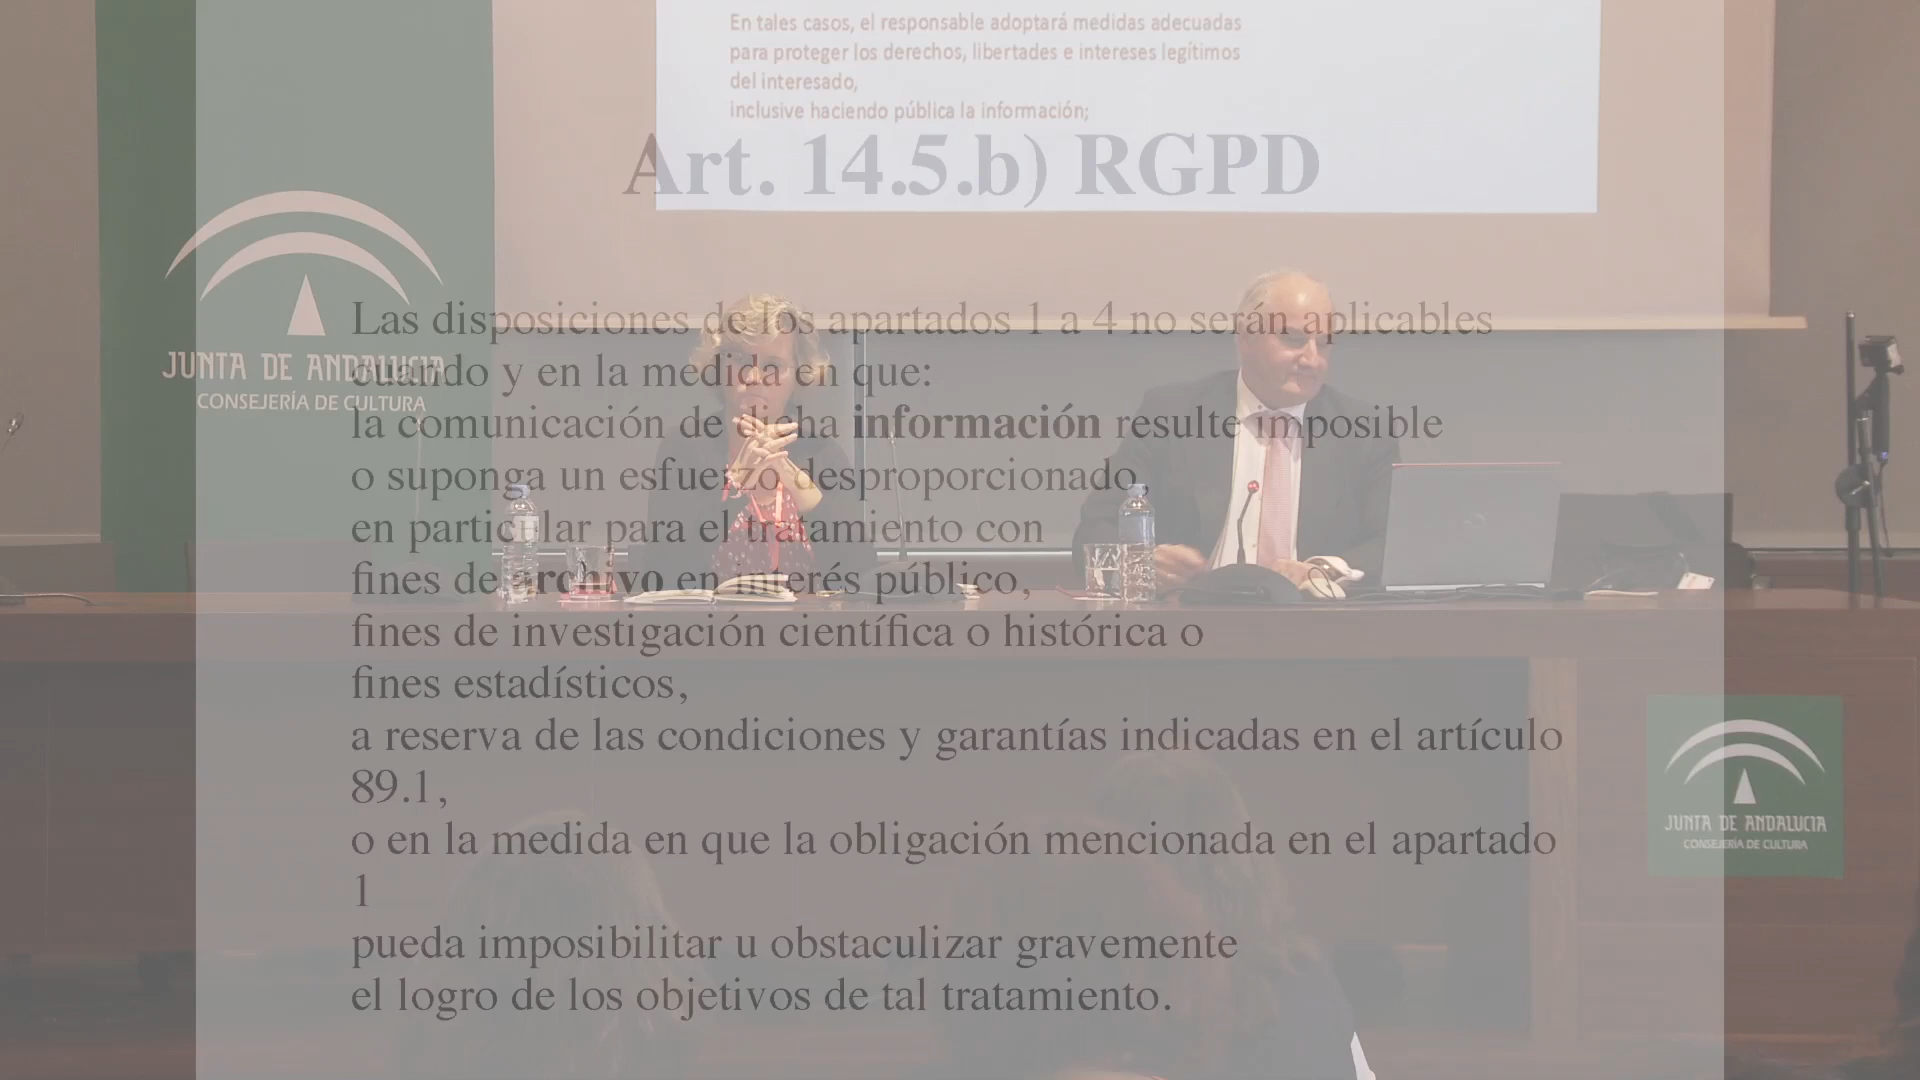 En tales casos, el responsable adoptará medidas adecuadas
para proteger los derechos, libertades e intereses legítimos
del interesado,
inclusive haciendo pública la información;
Art. 14.5.b) RGPD
JUNTA DE ANDALUCIA
CONSEJERÍA DE CULTURA
Las disposiciones de los apartados 1 a 4 no serán aplicables
cuando y en la medida en que:
la comunicación de dicha información resulte imposible
o suponga un esfuerzo desproporcionado,
en particular para el tratamiento con
fines de archivo en interés público,
fines de investigación científica o histórica o
fines estadísticos,
a reserva de las condiciones y garantías indicadas en el artículo
89.1,
o en la medida en que la obligación mencionada en el apartado
1
pueda imposibilitar u obstaculizar gravemente
el logro de los objetivos de tal tratamiento.
JUNTA DE ANDALUCIA
CONSEJERÍA DE CULTURA